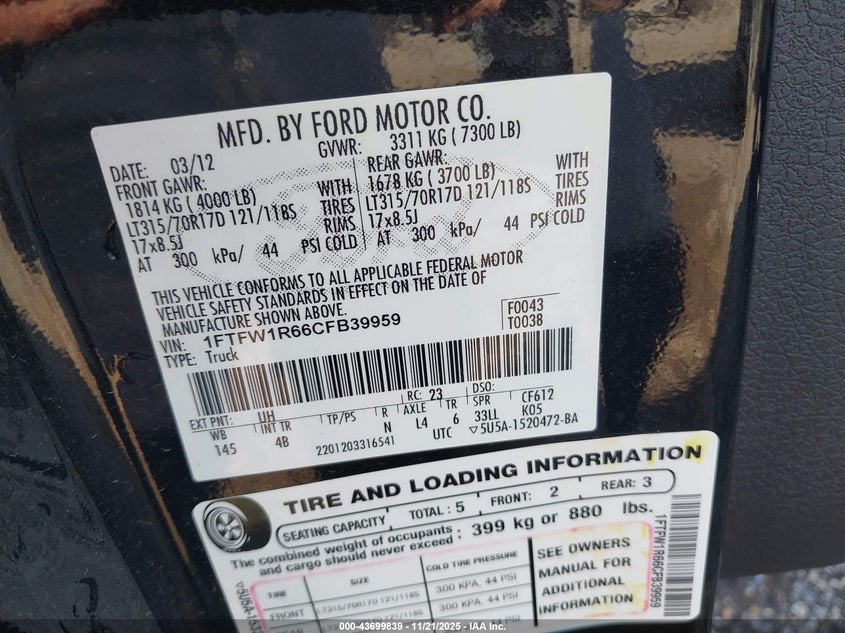 MFD. BY FORD MOTOR CO.
DATE: 03/12 GVWR: 3311 KG ( 7300 LB)
FRONT GAWR: REAR GAWR:
1814 KG ( 4000 LB) WITH 1678 KG ( 3700 LB) WITH
LT315/70R17D 121/118S TIRES LT315/70R17D 121/118S TIRES
17x8.5J RIMS 17x8.5J RIMS
AT 300 kPa/ 44 PSI COLD AT 300 kPa/ 44 PSI COLD
THIS VEHICLE CONFORMS TO ALL APPLICABLE FEDERAL MOTOR
VEHICLE SAFETY STANDARDS IN EFFECT ON THE DATE OF
MANUFACTURE SHOWN ABOVE.
VIN: 1FTFW1R66CFB39959 F0043
TYPE: Truck T0038
EXT PNT: UH RC: 23 DSO:
WB INT TR TP/PS R AXLE TR SPR CF612
145 4B N L4 6 33LL K05
2201203316541 UTC 5U5A-1520472-BA
TIRE AND LOADING INFORMATION
SEATING CAPACITY TOTAL : 5 FRONT: 2 REAR: 3
The combined weight of occupants and cargo should never exceed : 399 kg or 880 lbs.
TIRE SIZE COLD TIRE PRESSURE
FRONT LT315/70R17D 121/118S 300 KPA, 44 PSI
LT315/70R17D 121/118S 300 KPA, 44 PSI
SEE OWNERS
MANUAL FOR
ADDITIONAL
INFORMATION
1FTFW1R66CFB39959
000-43699839 - 11/21/2025 - IAA Inc.